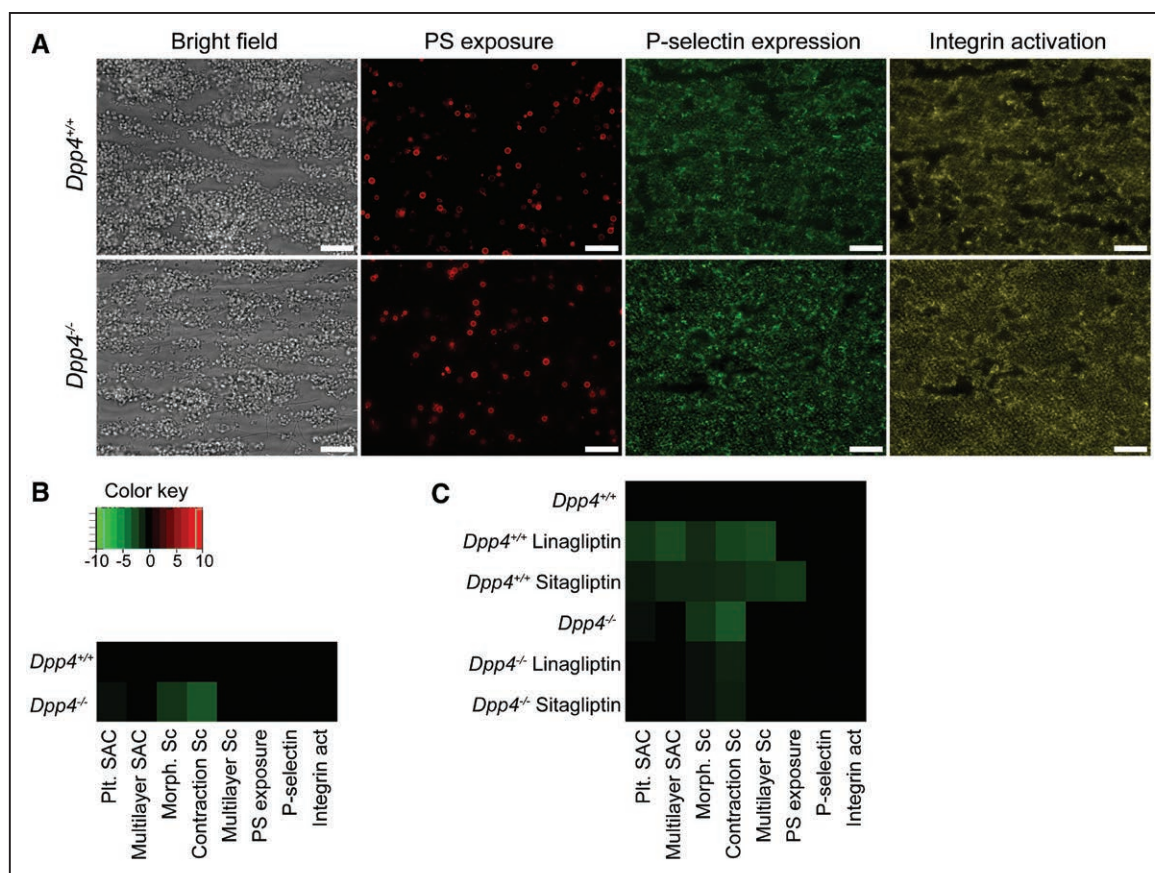 A
Bright field
PS exposure
P-selectin expression
Integrin activation
Dpp4+/+
Dpp4-/-
B
Color key
-10 -5 0 5 10
Dpp4+/+
Dpp4-/-
Plt. SAC
Multilayer SAC
Morph. Sc
Contraction Sc
Multilayer Sc
PS exposure
P-selectin
Integrin act
C
Dpp4+/+
Dpp4+/+ Linagliptin
Dpp4+/+ Sitagliptin
Dpp4-/-
Dpp4-/- Linagliptin
Dpp4-/- Sitagliptin
Plt. SAC
Multilayer SAC
Morph. Sc
Contraction Sc
Multilayer Sc
PS exposure
P-selectin
Integrin act